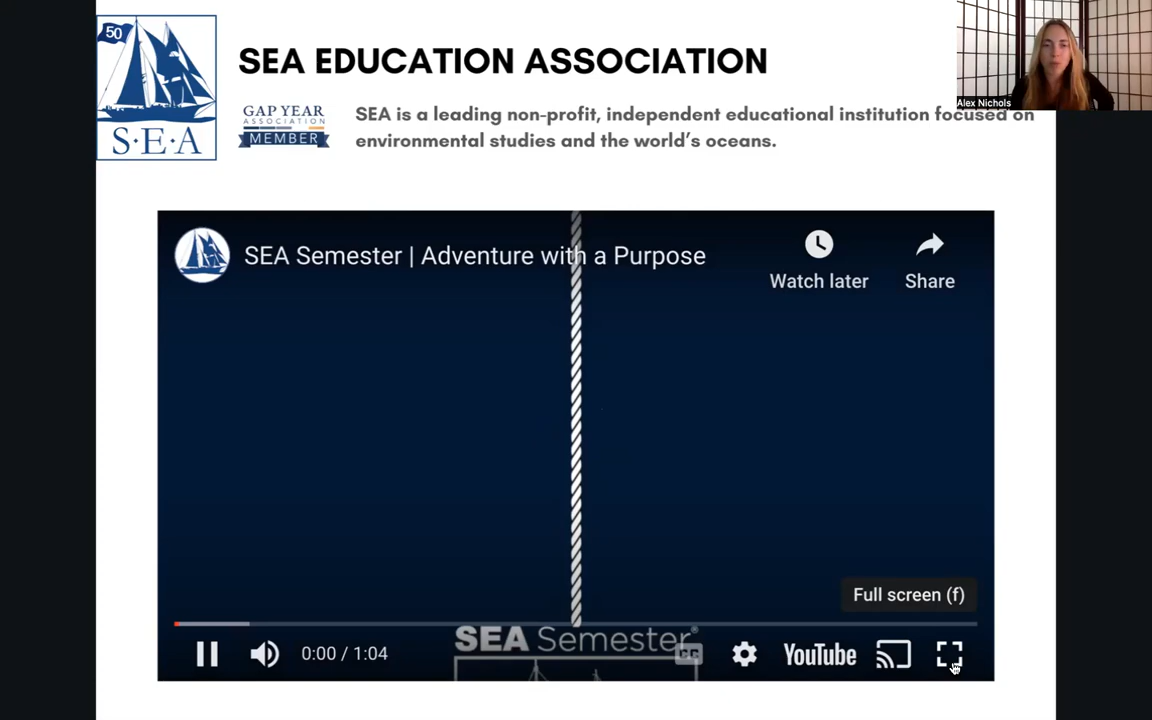 50
S·E·A
SEA EDUCATION ASSOCIATION
GAP YEAR
ASSOCIATION
MEMBER
SEA is a leading non-profit, independent educational institution focused on
environmental studies and the world's oceans.
Alex Nichols
SEA Semester | Adventure with a Purpose
Watch later
Share
Full screen (f)
SEA Semester®
0:00 / 1:04
CC
YouTube